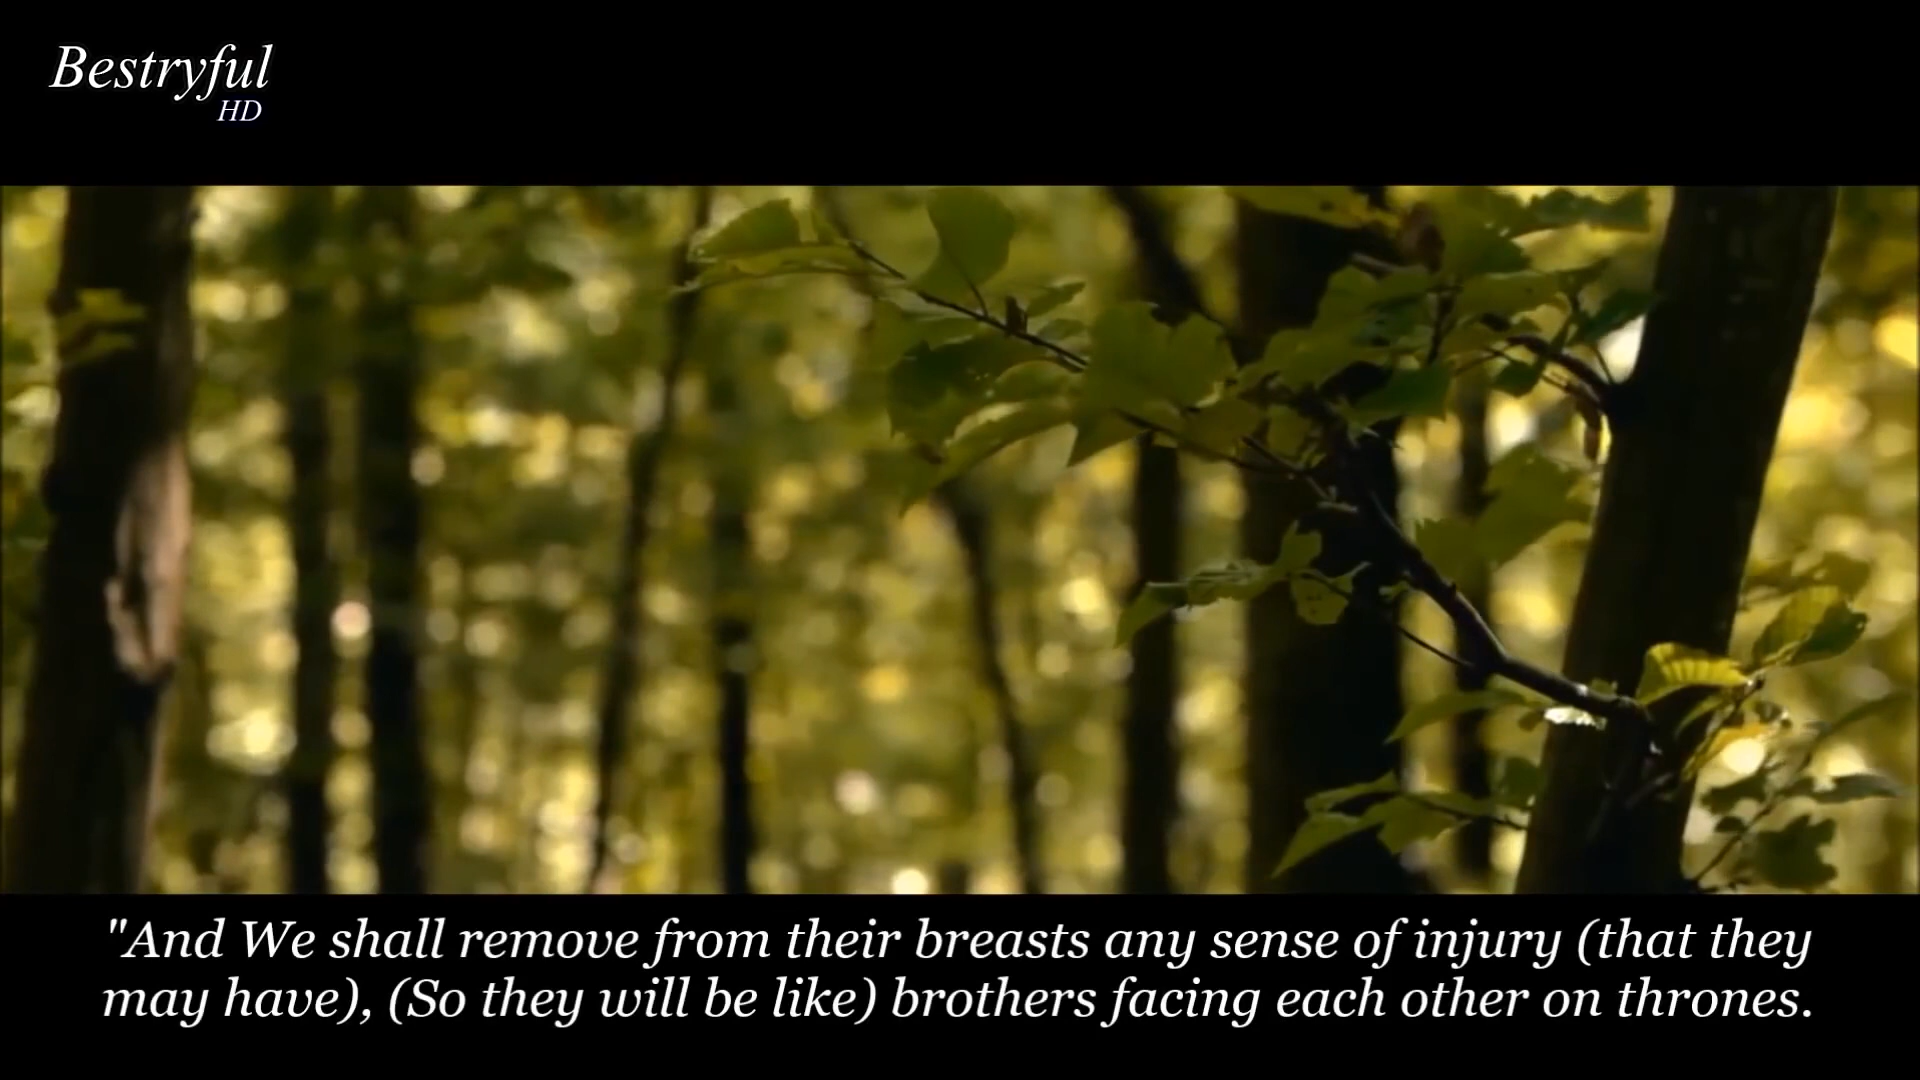 Bestryful
HD
"And We shall remove from their breasts any sense of injury (that they
may have), (So they will be like) brothers facing each other on thrones.